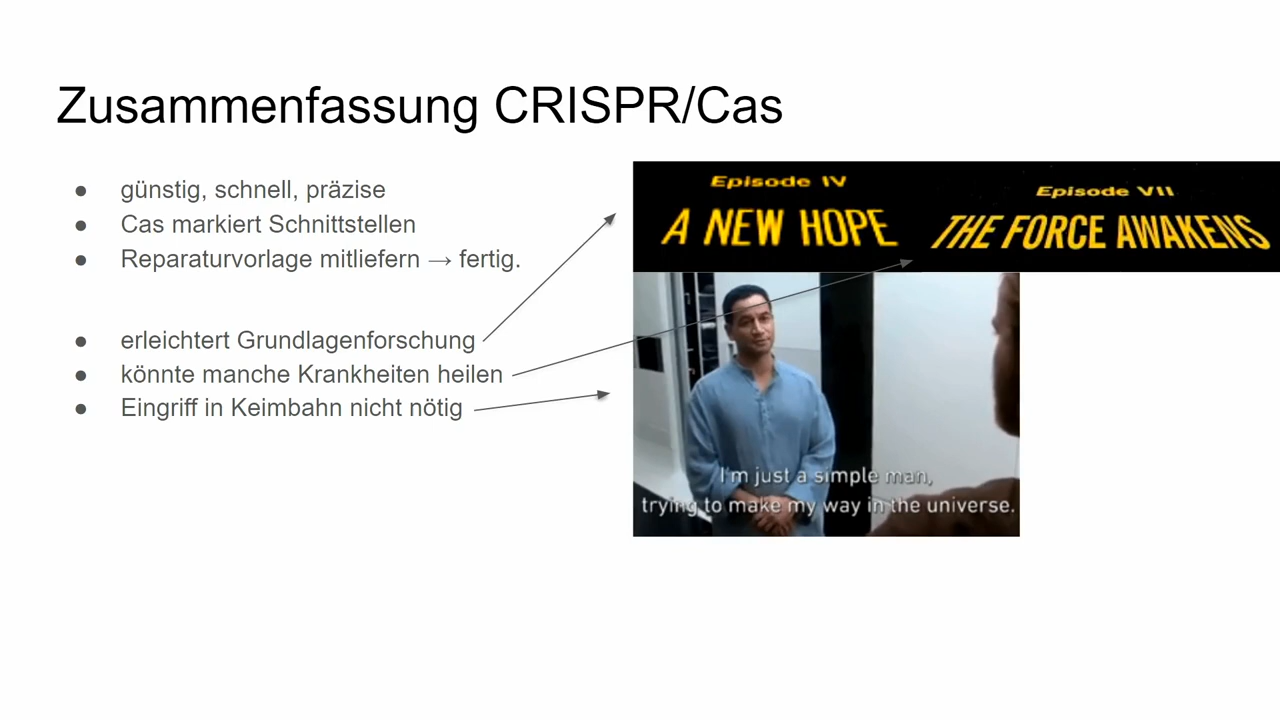 Zusammenfassung CRISPR/Cas
● günstig, schnell, präzise
● Cas markiert Schnittstellen
● Reparaturvorlage mitliefern → fertig.
● erleichtert Grundlagenforschung
● könnte manche Krankheiten heilen
● Eingriff in Keimbahn nicht nötig
Episode IV
A NEW HOPE
Episode VII
THE FORCE AWAKENS
I'm just a simple man,
trying to make my way in the universe.